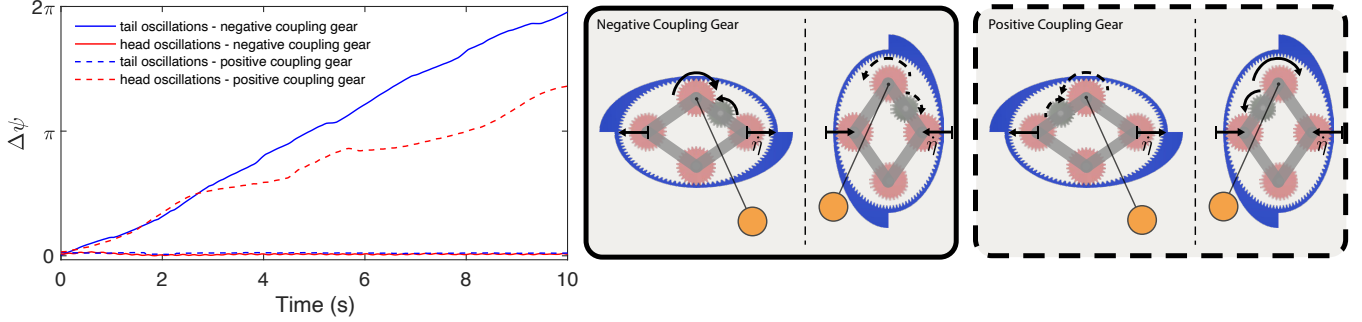 2π
π
0
Δψ
tail oscillations - negative coupling gear
head oscillations - negative coupling gear
tail oscillations - positive coupling gear
head oscillations - positive coupling gear
0 2 4 6 8 10
Time (s)
Negative Coupling Gear
η̇
η̇
Positive Coupling Gear
η̇
η̇